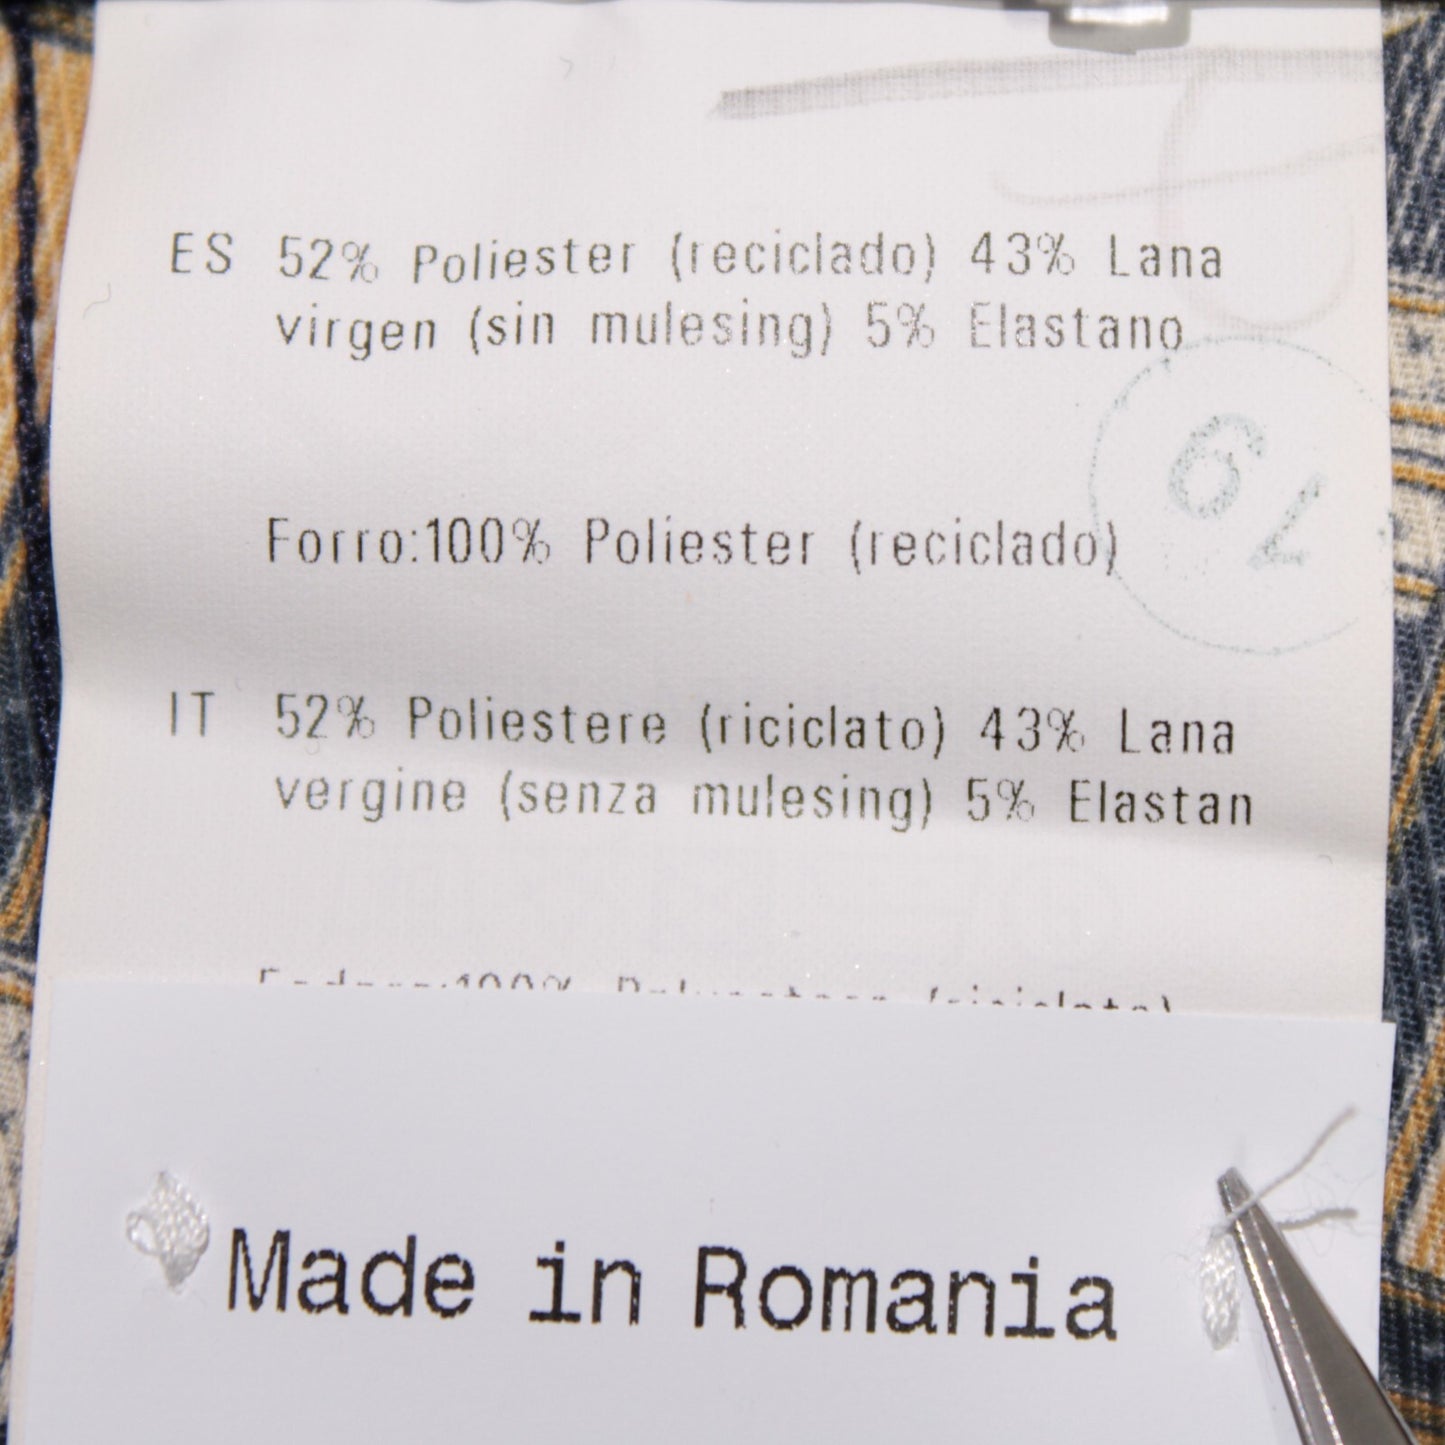 ES 52% Poliester (reciclado) 43% Lana
virgen (sin mulesing) 5% Elastano
79
Forro:100% Poliester (reciclado)
IT 52% Poliestere (riciclato) 43% Lana
vergine (senza mulesing) 5% Elastan
Made in Romania